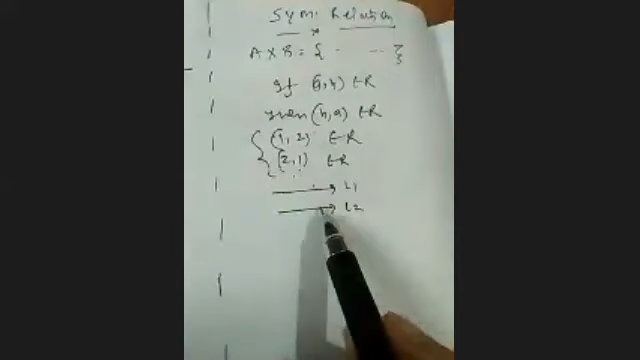 Sym. Relation
A × B = { - -- }
If (a, b) ∈ R
then (b, a) ∈ R
{ (1, 2) ∈ R
(2, 1) ∈ R
L1
L2